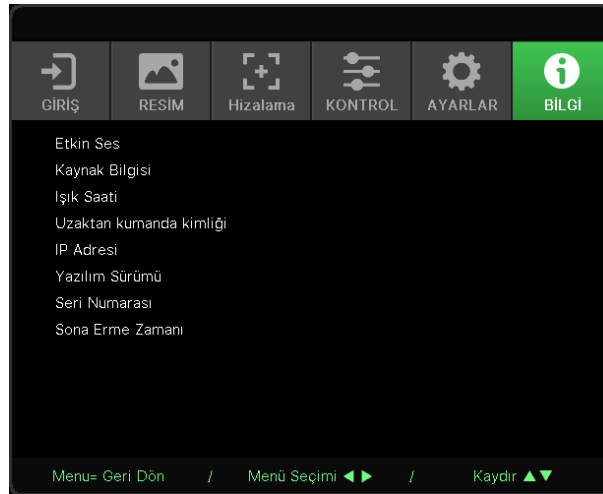 GİRİŞ RESİM Hizalama KONTROL AYARLAR BİLGİ
Etkin Ses
Kaynak Bilgisi
Işık Saati
Uzaktan kumanda kimliği
IP Adresi
Yazılım Sürümü
Seri Numarası
Sona Erme Zamanı
Menu= Geri Dön / Menü Seçimi ◀ ▶ / Kaydır ▲▼